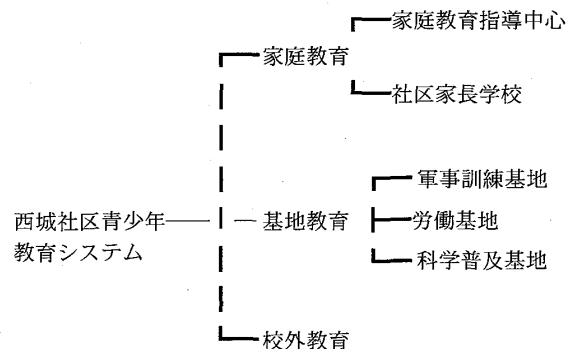 家庭教育指導中心
家庭教育
社区家長学校
軍事訓練基地
西城社区青少年
基地教育
労働基地
教育システム
科学普及基地
校外教育